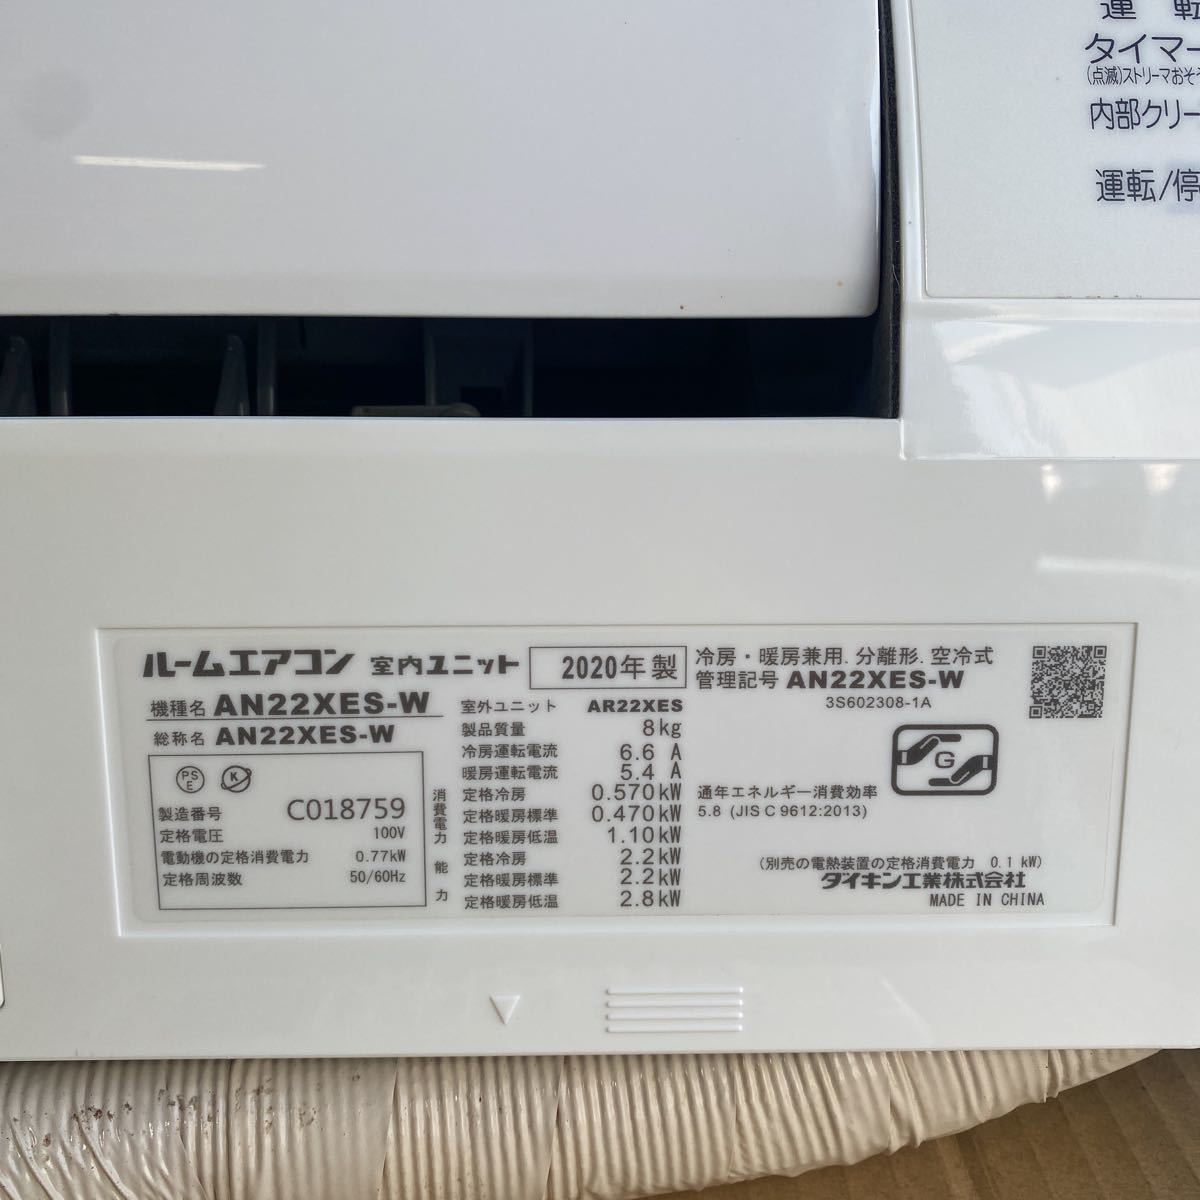 運 転
タイマー
(点滅)ストリーマおそ
内部クリー
運転/停
ルームエアコン 室内ユニット
2020年 製
機種名 AN22XES-W
総称名 AN22XES-W
PS E
K
製造番号 C018759
定格電圧 100V
電動機の定格消費電力 0.77kW
定格周波数 50/60Hz
室外ユニット AR22XES
製品質量 8kg
冷房運転電流 6.6 A
暖房運転電流 5.4 A
消費電力
定格冷房 0.570kW
定格暖房標準 0.470kW
定格暖房低温 1.10kW
能力
定格冷房 2.2kW
定格暖房標準 2.2kW
定格暖房低温 2.8kW
冷房・暖房兼用.分離形.空冷式
管理記号 AN22XES-W
3S602308-1A
G
通年エネルギー消費効率
5.8 (JIS C 9612:2013)
(別売の電熱装置の定格消費電力 0.1 kW)
ダイキン工業株式会社
MADE IN CHINA